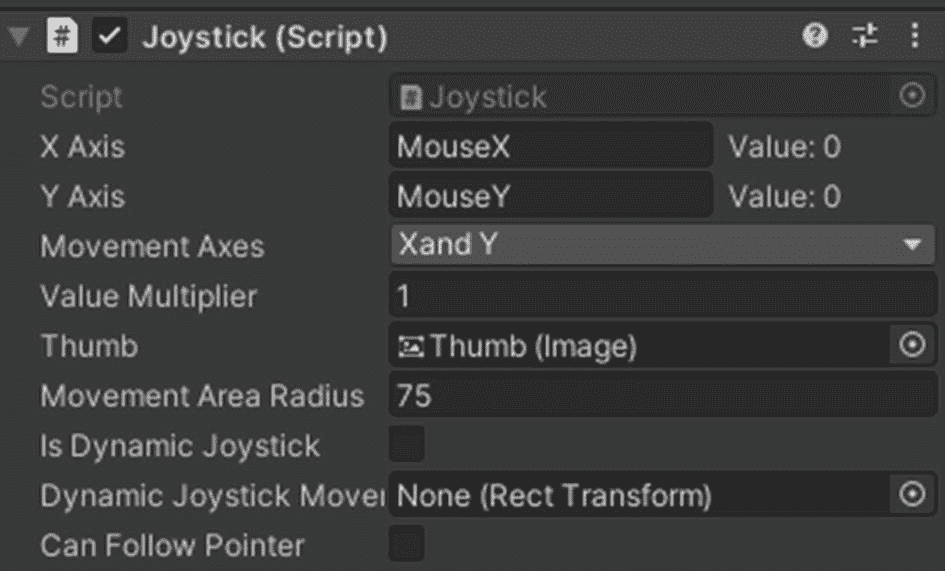 # Joystick (Script)
Script # Joystick
X Axis MouseX Value: 0
Y Axis MouseY Value: 0
Movement Axes Xand Y
Value Multiplier 1
Thumb Thumb (Image)
Movement Area Radius 75
Is Dynamic Joystick
Dynamic Joystick Mover None (Rect Transform)
Can Follow Pointer